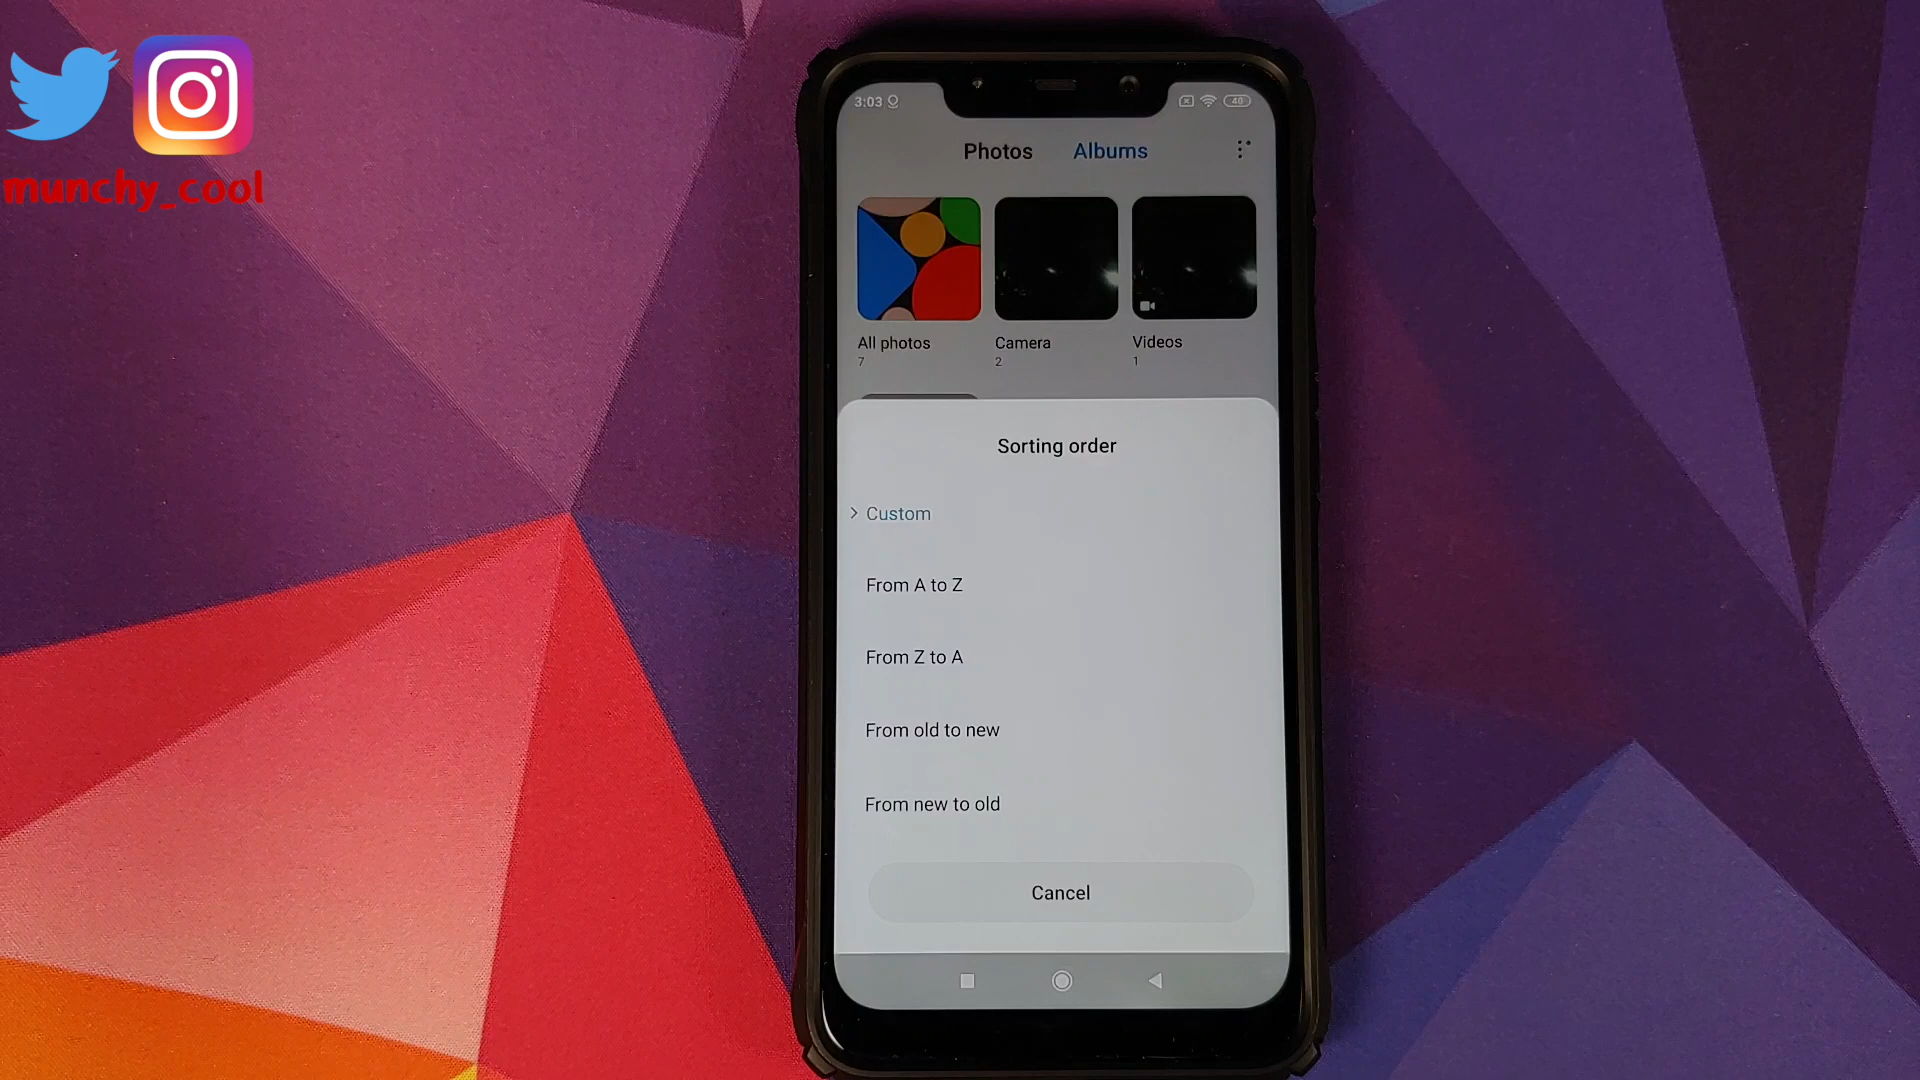 munchy_cool
3:03
40
Photos Albums
All photos Camera Videos
7 2 1
Sorting order
Custom
From A to Z
From Z to A
From old to new
From new to old
Cancel